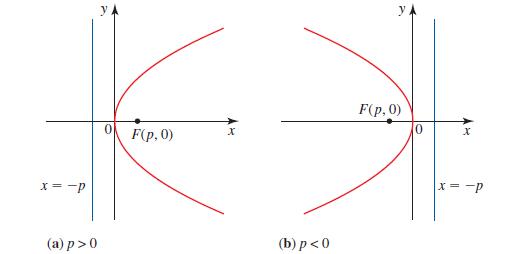 y
0
F(p, 0)
x
x = −p
(a) p > 0
y
F(p, 0)
0
x
x = −p
(b) p < 0